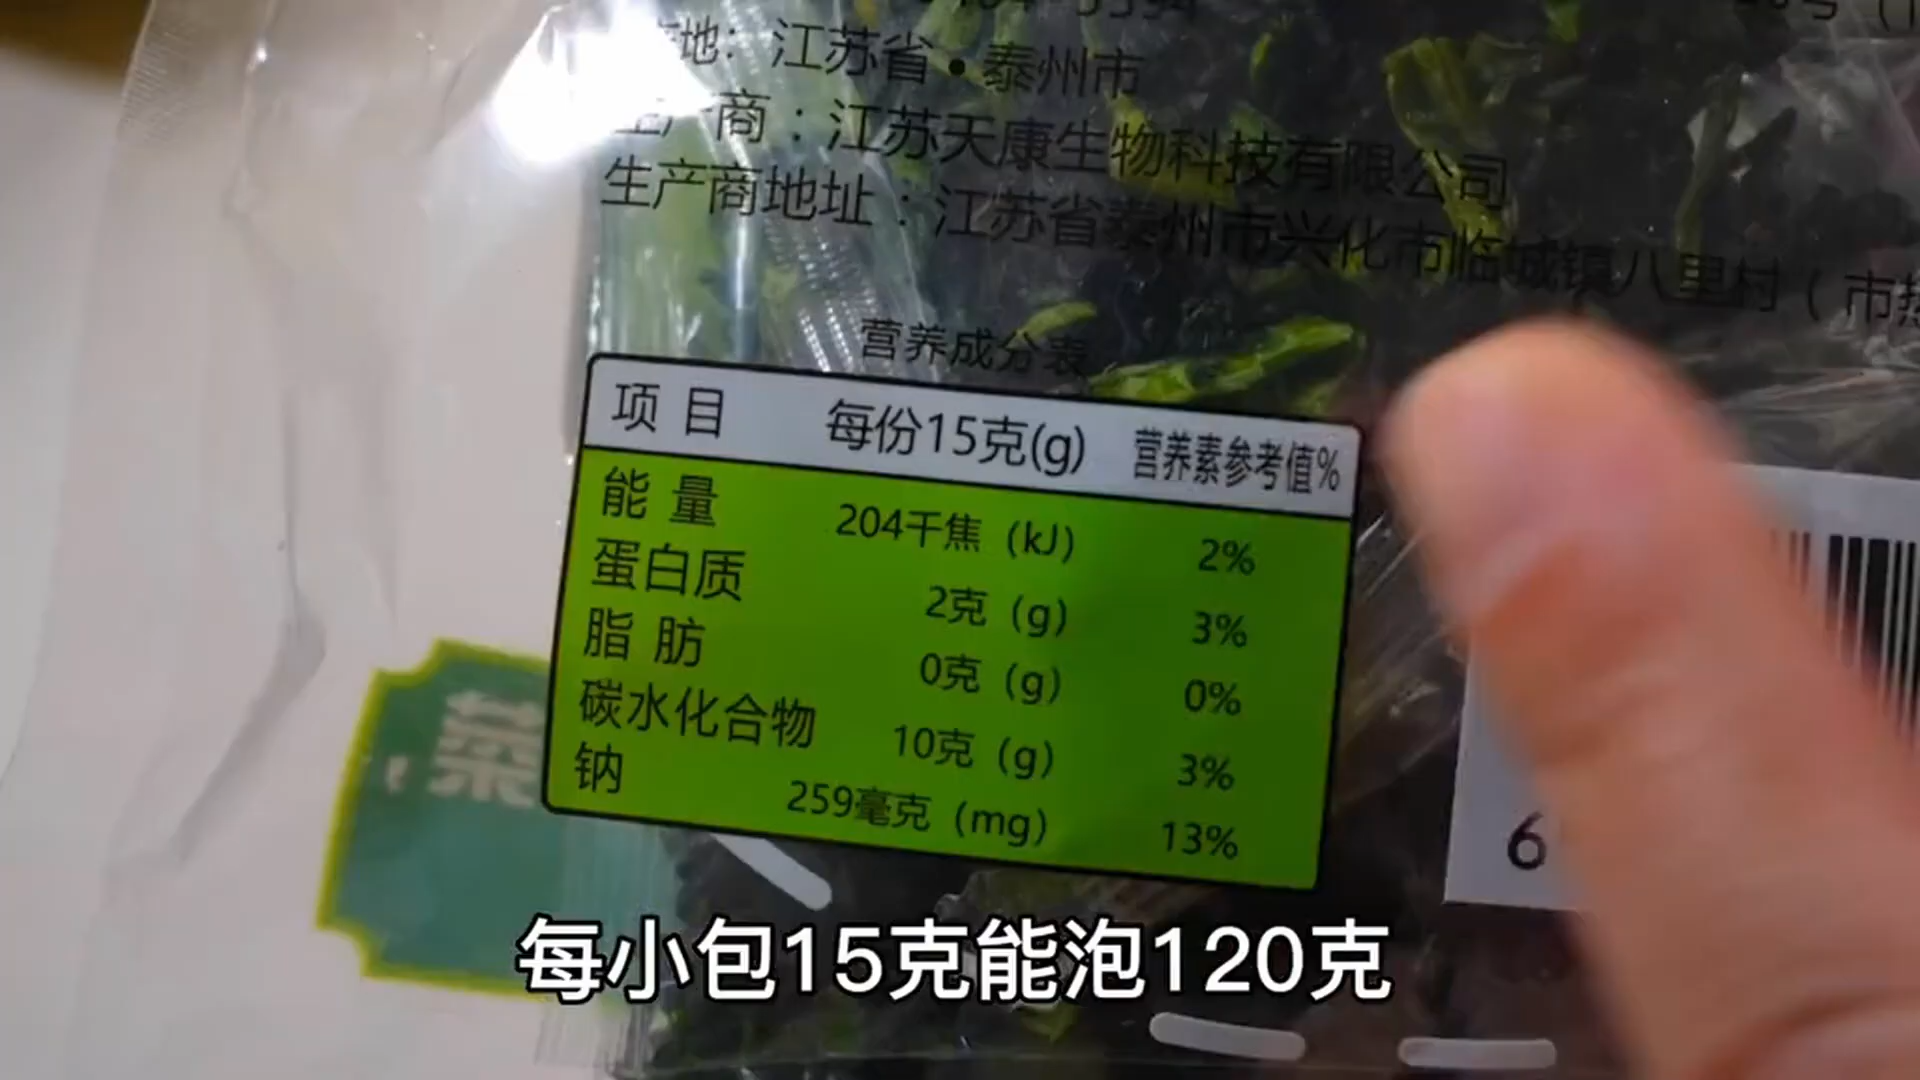 地：江苏省·泰州市
生产商：江苏天康生物科技有限公司
生产商地址：江苏省泰州市兴化市临城镇八里村（市
营养成分表
项目 每份15克(g) 营养素参考值%
能量 204千焦（kJ） 2%
蛋白质 2克（g） 3%
脂肪 0克（g） 0%
碳水化合物 10克（g） 3%
钠 259毫克（mg） 13%
菜
6
每小包15克能泡120克